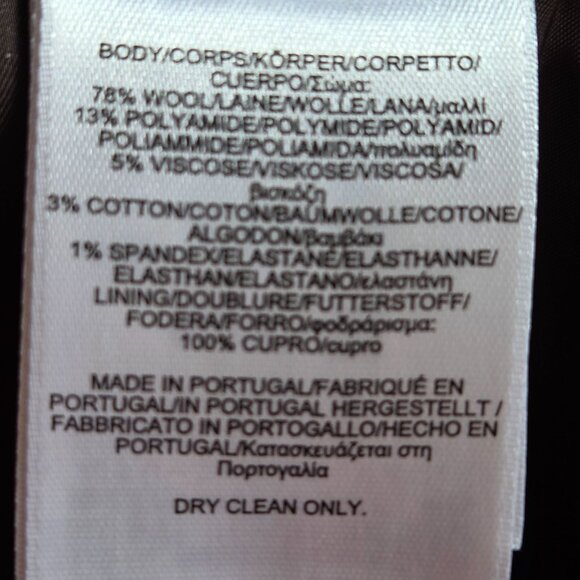 BODY/CORPS/KÖRPER/CORPETTO/
CUERPO/Σώμα:
78% WOOL/LAINE/WOLLE/LANA/μαλλί
13% POLYAMIDE/POLYMIDE/POLYAMID/
POLIAMMIDE/POLIAMIDA/πολυαμίδη
5% VISCOSE/VISKOSE/VISCOSA/
βισκόζη
3% COTTON/COTON/BAUMWOLLE/COTONE/
ALGODON/βαμβάκι
1% SPANDEX/ELASTANE/ELASTHANNE/
ELASTHAN/ELASTANO/ελαστάνη
LINING/DOUBLURE/FUTTERSTOFF/
FODERA/FORRO/φοδράρισμα:
100% CUPRO/cupro
MADE IN PORTUGAL/FABRIQUÉ EN
PORTUGAL/IN PORTUGAL HERGESTELLT /
FABBRICATO IN PORTOGALLO/HECHO EN
PORTUGAL/Κατασκευάζεται στη
Πορτογαλία
DRY CLEAN ONLY.